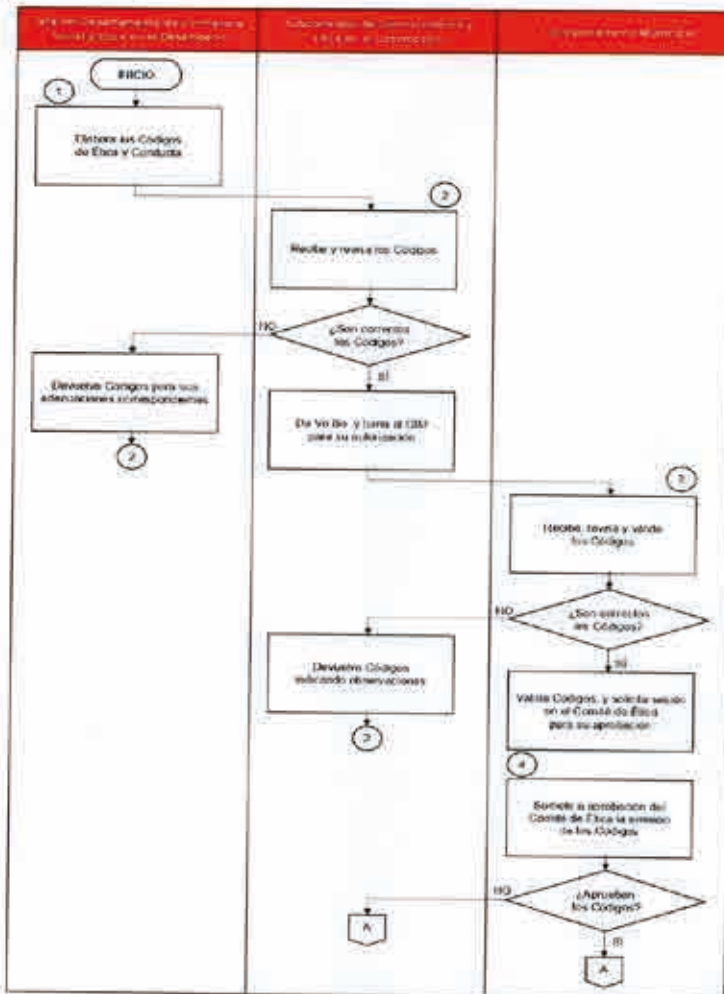 INICIO
1
Elabora los Códigos
de Ética y Conducta
2
Recibe y revisa los Códigos
¿Son correctos
los Códigos?
NO
SÍ
Devuelve Códigos para sus
adecuaciones correspondientes
2
Da Vo.Bo. y turna al
para su autorización
3
Recibe, revisa y valida
los Códigos
¿Son correctos
los Códigos?
NO
SÍ
Devuelve Códigos
indicando observaciones
2
Valida Códigos, y solicita sesión
en el Comité de Ética
para su aprobación
4
Somete a aprobación del
Comité de Ética la emisión
de los Códigos
¿Aprueban
los Códigos?
NO
SÍ
A
A